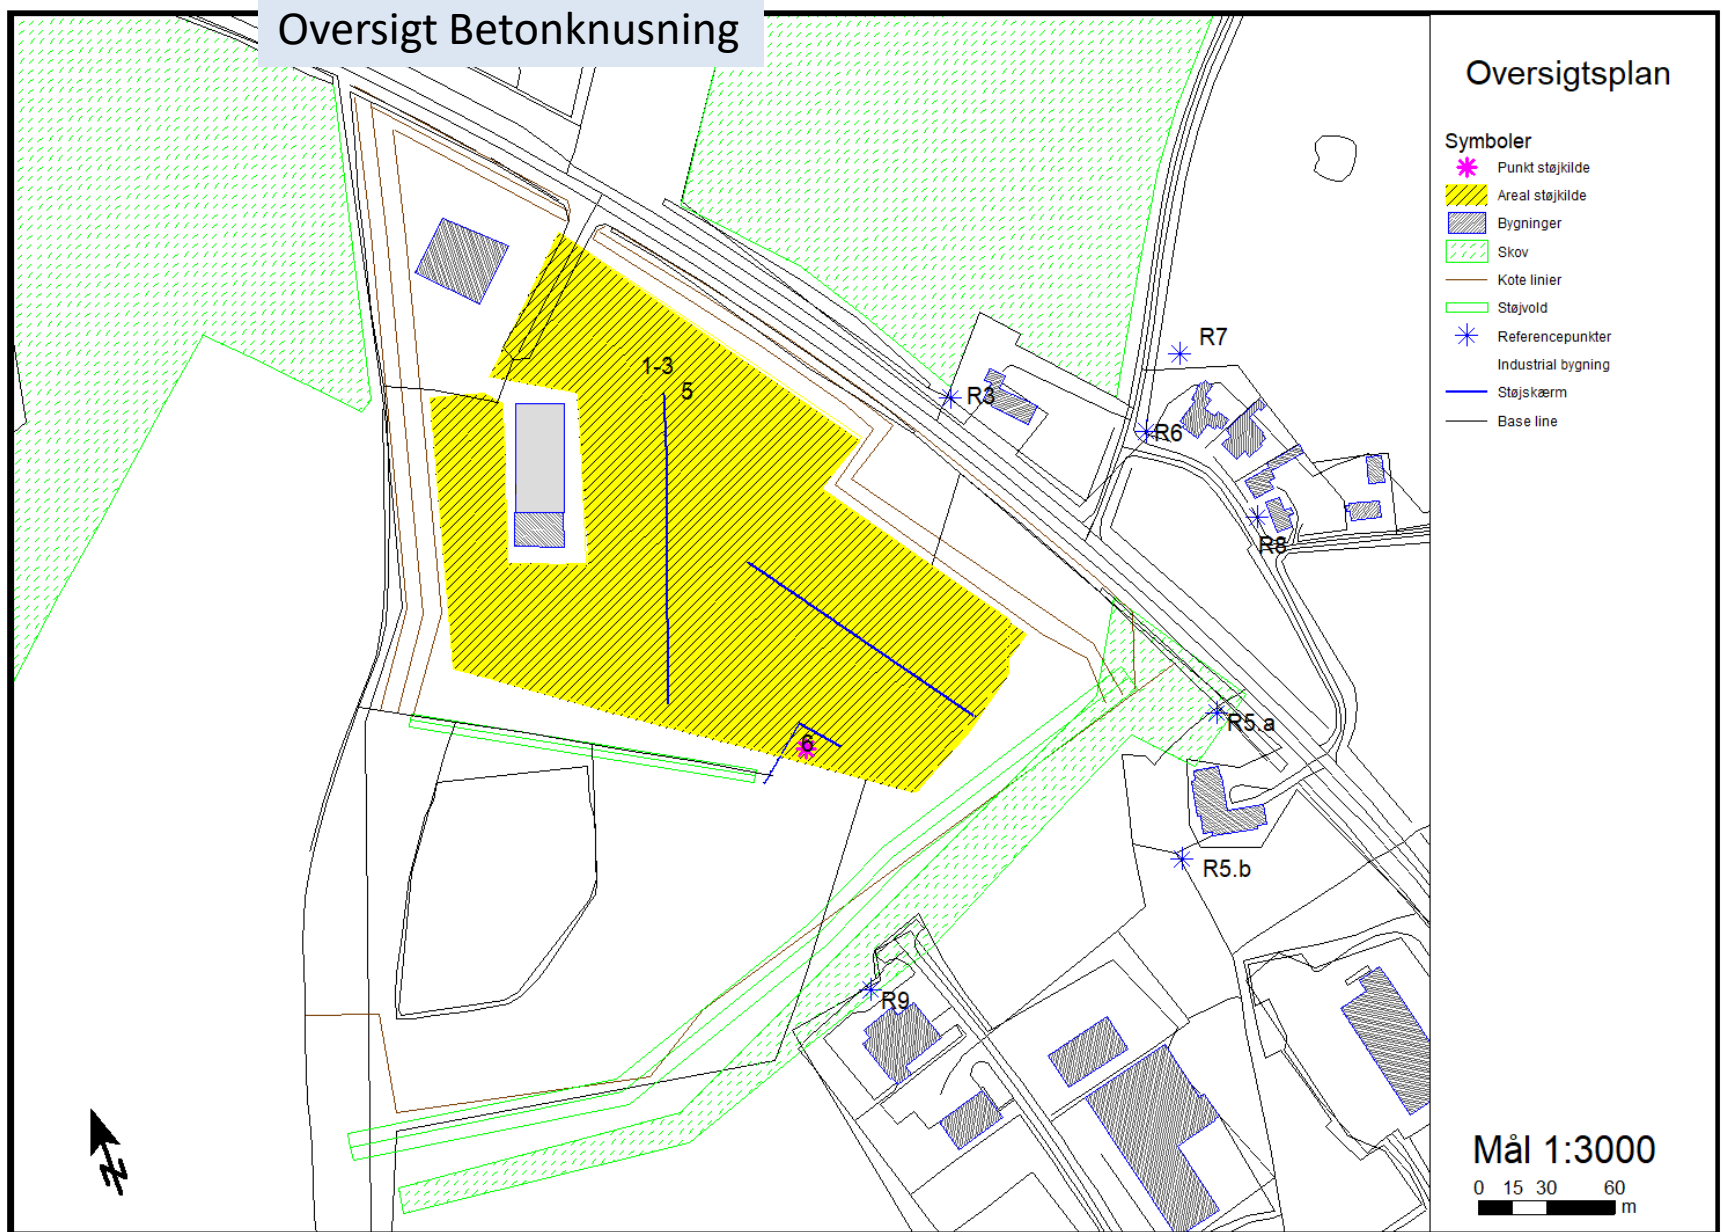 Oversigt Betonknusning
Oversigtsplan
Symboler
Punkt støjkilde
Areal støjkilde
Bygninger
Skov
Kote linier
Støjvold
Referencepunkter
Industrial bygning
Støjskærm
Base line
1-3
5
R3
R7
R6
R8
6
R5.a
R5.b
R9
N
Mål 1:3000
0 15 30 60
m